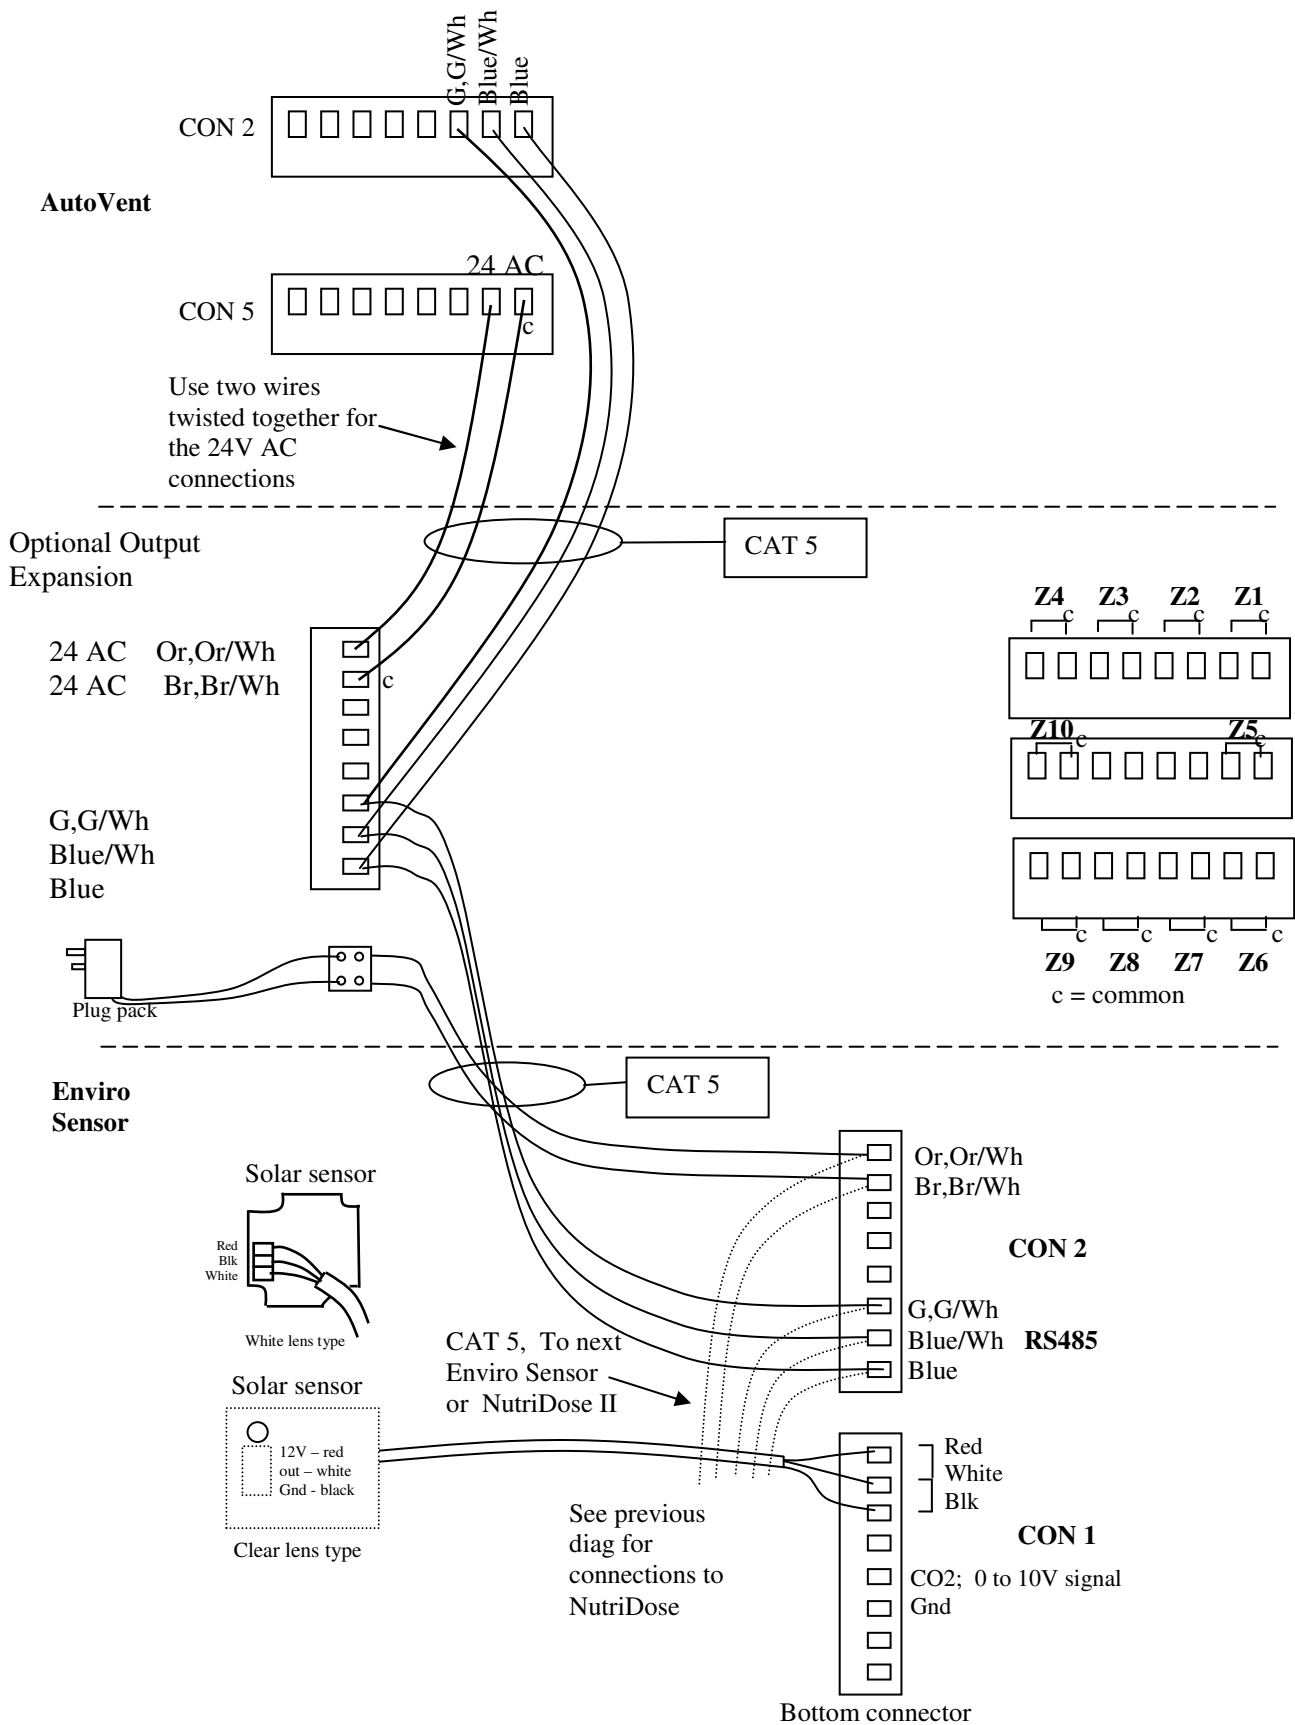 G,G/Wh
Blue/Wh
Blue
CON 2
AutoVent
24 AC
CON 5
c
Use two wires
twisted together for
the 24V AC
connections
CAT 5
Optional Output
Expansion
24 AC Or,Or/Wh
24 AC Br,Br/Wh
c
G,G/Wh
Blue/Wh
Blue
Z4 Z3 Z2 Z1
c c c c
Z10 Z5
c c
c c c c
Z9 Z8 Z7 Z6
c = common
Plug pack
CAT 5
Enviro
Sensor
Solar sensor
Red
Blk
White
White lens type
Or,Or/Wh
Br,Br/Wh
CON 2
G,G/Wh
Blue/Wh RS485
Blue
CAT 5, To next
Enviro Sensor
or NutriDose II
Solar sensor
12V – red
out – white
Gnd - black
Clear lens type
Red
White
Blk
CON 1
See previous
diag for
connections to
NutriDose
CO2; 0 to 10V signal
Gnd
Bottom connector